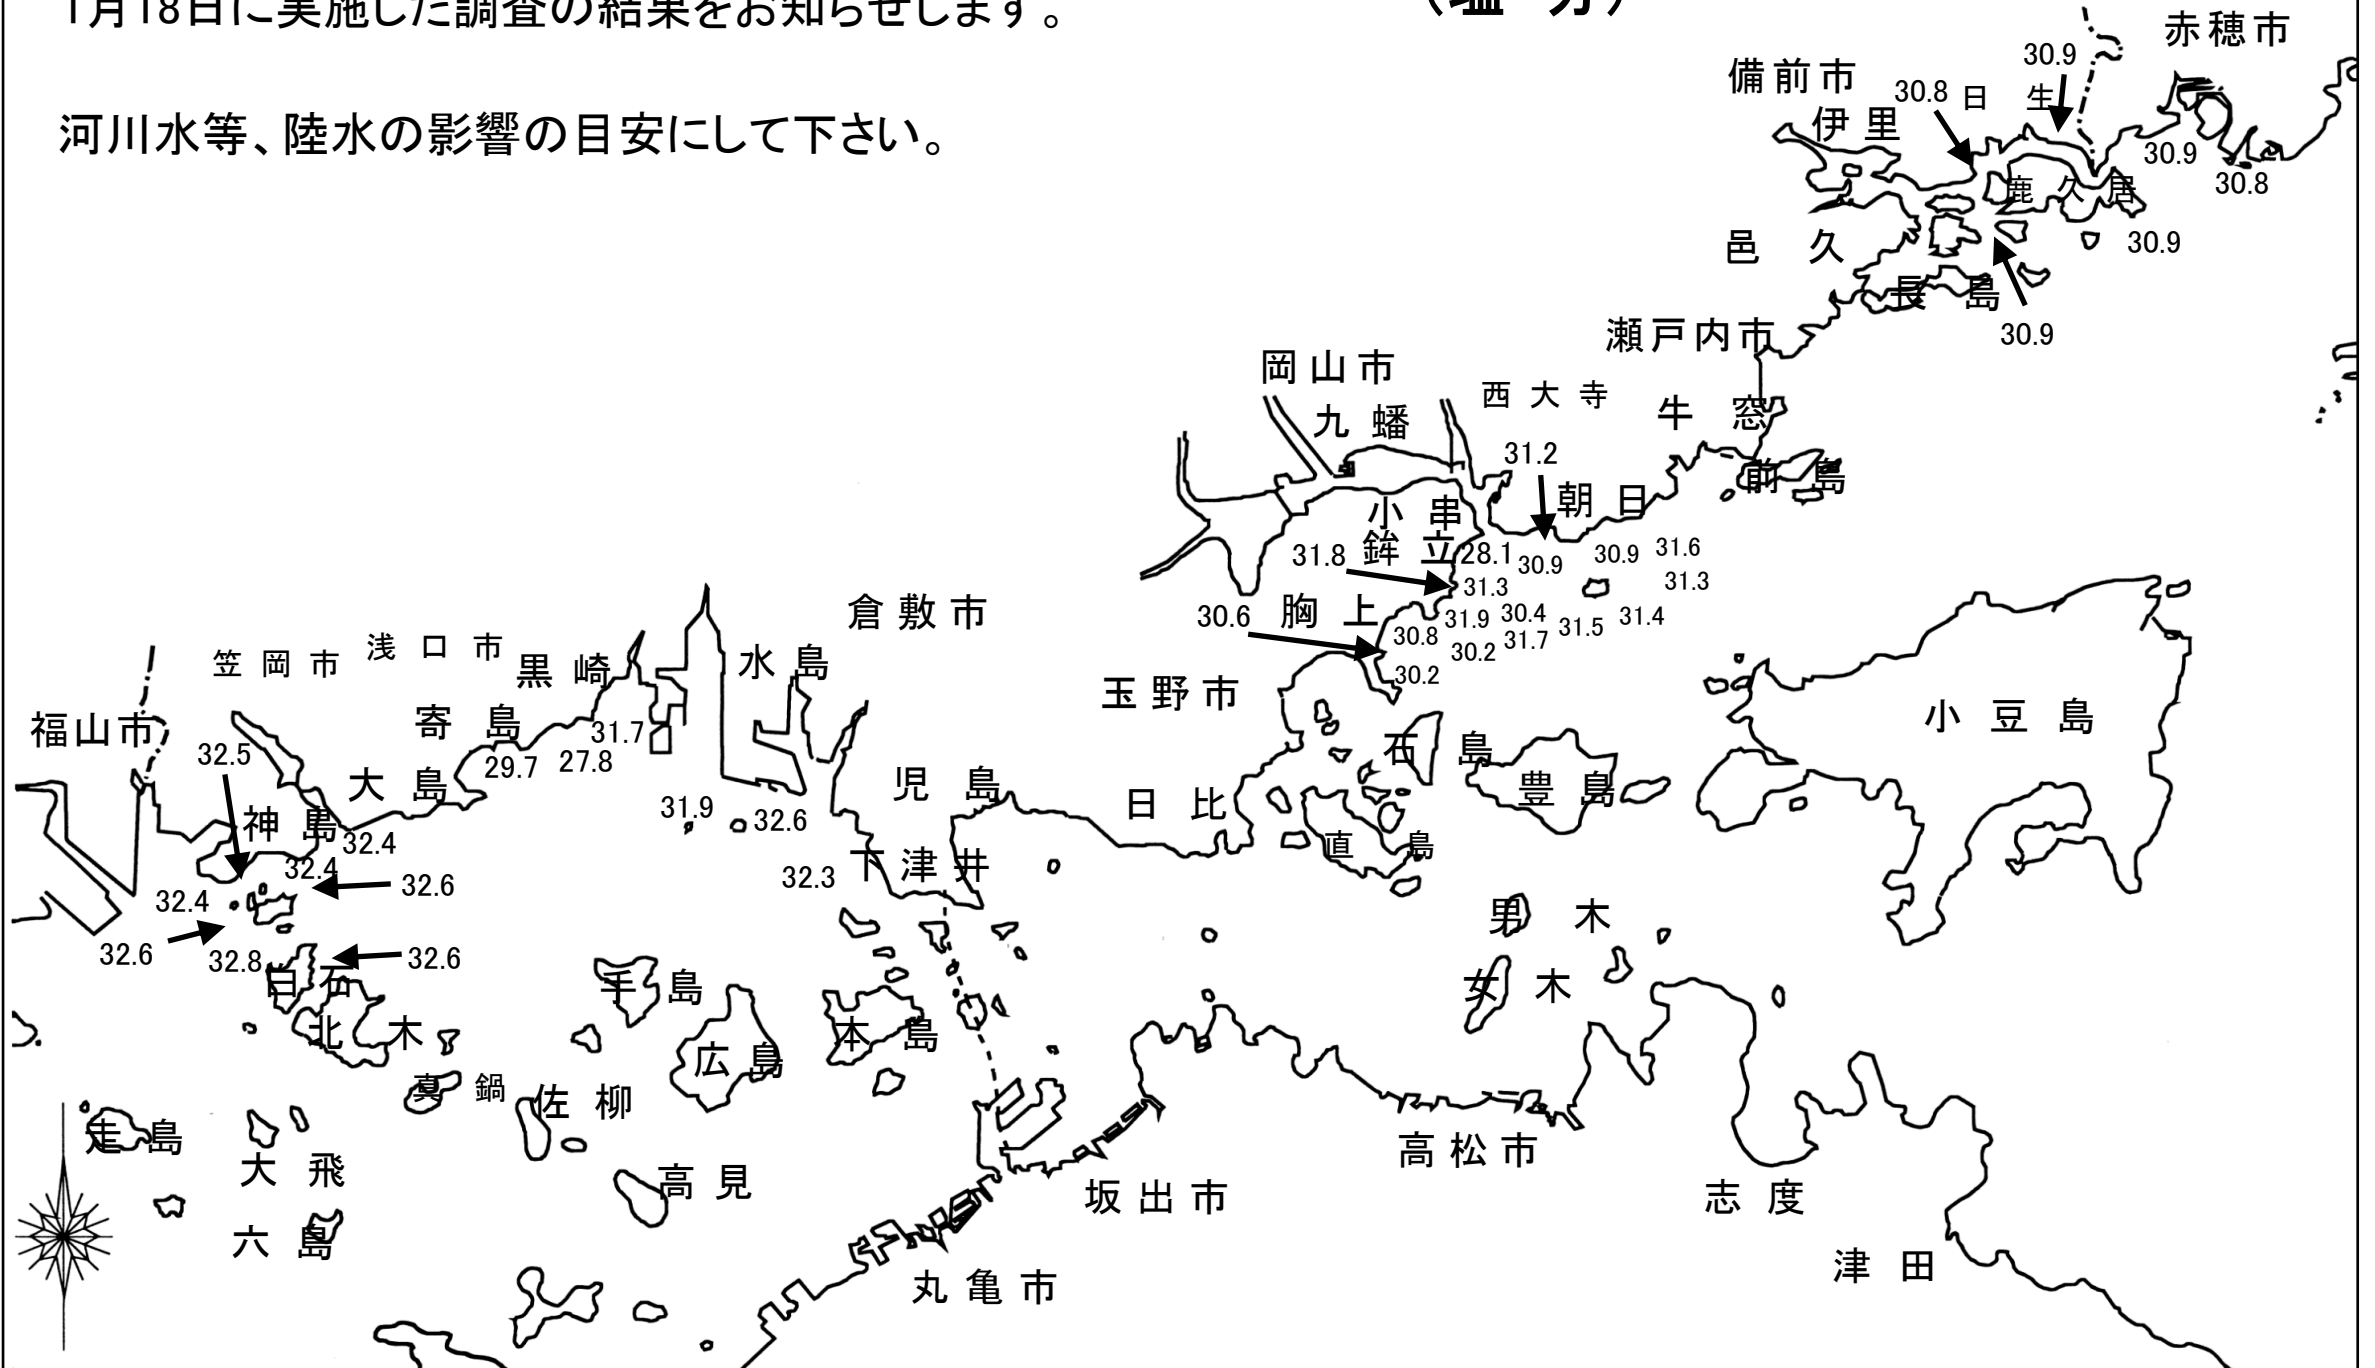 1月18日に実施した調査の結果をお知らせします。
（塩 分）
河川水等、陸水の影響の目安にして下さい。
赤穂市
30.9
備前市
30.8
日 生
伊里
30.9
30.8
鹿 久 居
邑 久
30.9
長 島
30.9
瀬戸内市
岡山市
西大寺
九 蟠
牛 窓
31.2
前 島
朝 日
小 串
31.8
鉾 立
28.1
30.9
30.9
31.6
31.3
31.3
30.6
胸 上
31.9
30.4
31.4
30.8
31.7
31.5
30.2
30.2
倉敷市
浅口市
笠岡市
黒 崎
水 島
玉野市
福山市
寄 島
31.7
32.5
29.7
27.8
石 島
小 豆 島
大 島
児 島
豊 島
日 比
31.9
32.6
神 島
32.4
直 島
32.4
32.3
下津井
32.6
32.4
男 木
32.6
32.8
32.6
白 石
手 島
女 木
北 木
本 島
広 島
真 鍋
佐 柳
走 島
高松市
大 飛
高 見
坂出市
志 度
六 島
津 田
丸亀市